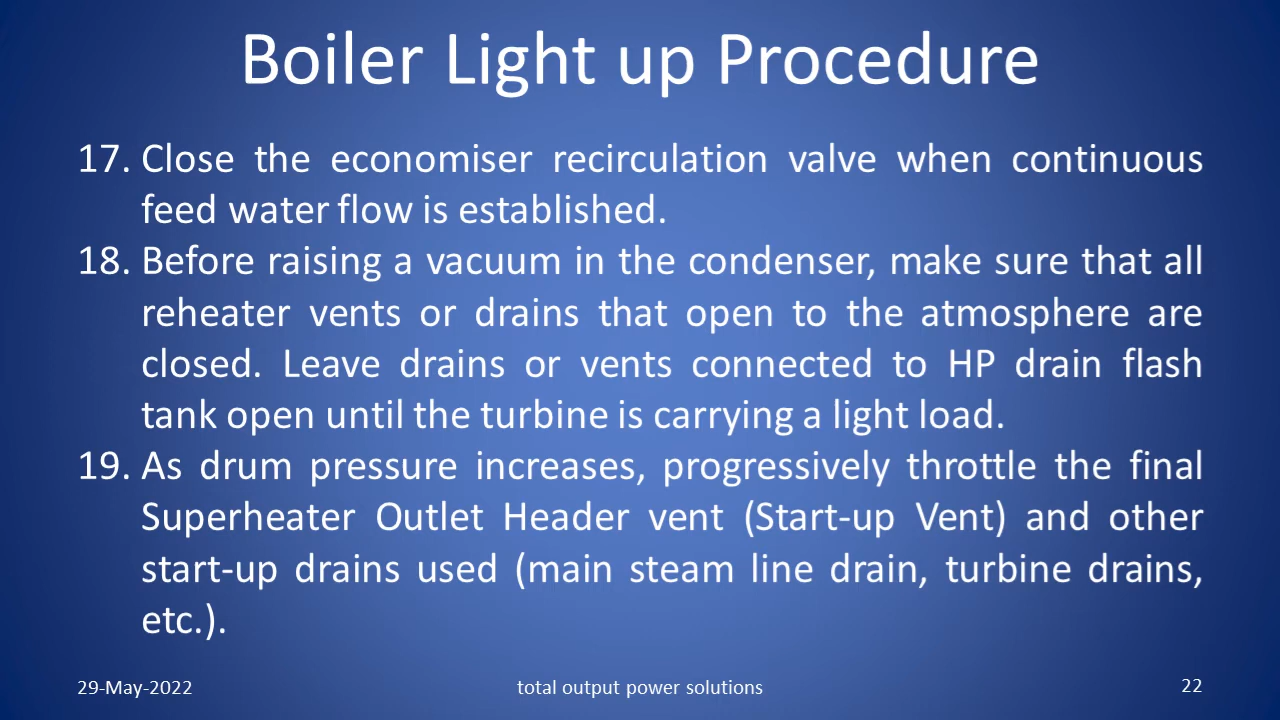 Boiler Light up Procedure
17. Close the economiser recirculation valve when continuous
feed water flow is established.
18. Before raising a vacuum in the condenser, make sure that all
reheater vents or drains that open to the atmosphere are
closed. Leave drains or vents connected to HP drain flash
tank open until the turbine is carrying a light load.
19. As drum pressure increases, progressively throttle the final
Superheater Outlet Header vent (Start-up Vent) and other
start-up drains used (main steam line drain, turbine drains,
etc.).
29-May-2022 total output power solutions 22